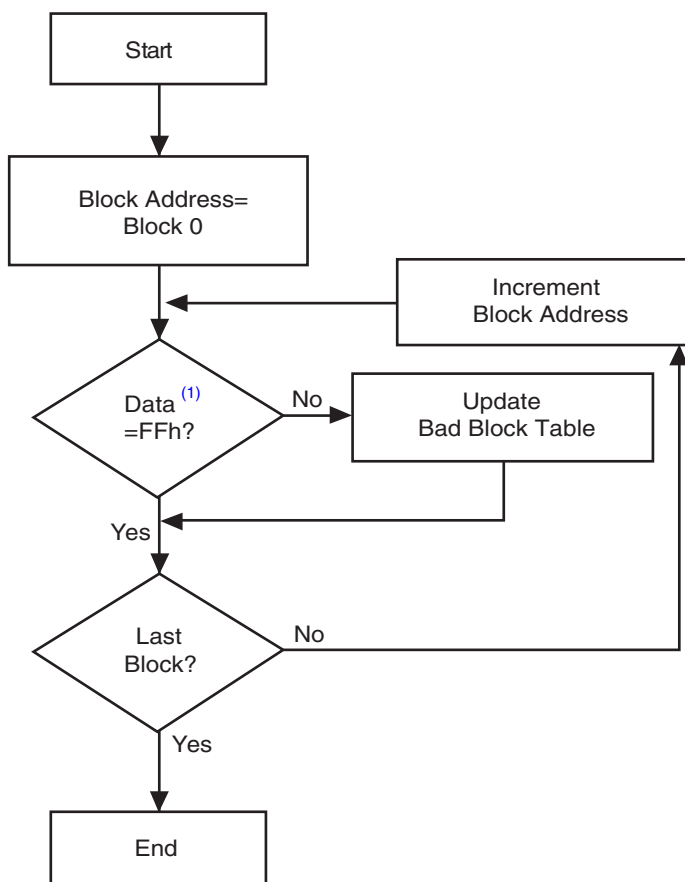 Start
Block Address=
Block 0
Increment
Block Address
Data (1)
=FFh?
No
Update
Bad Block Table
Yes
Last
Block?
No
Yes
End